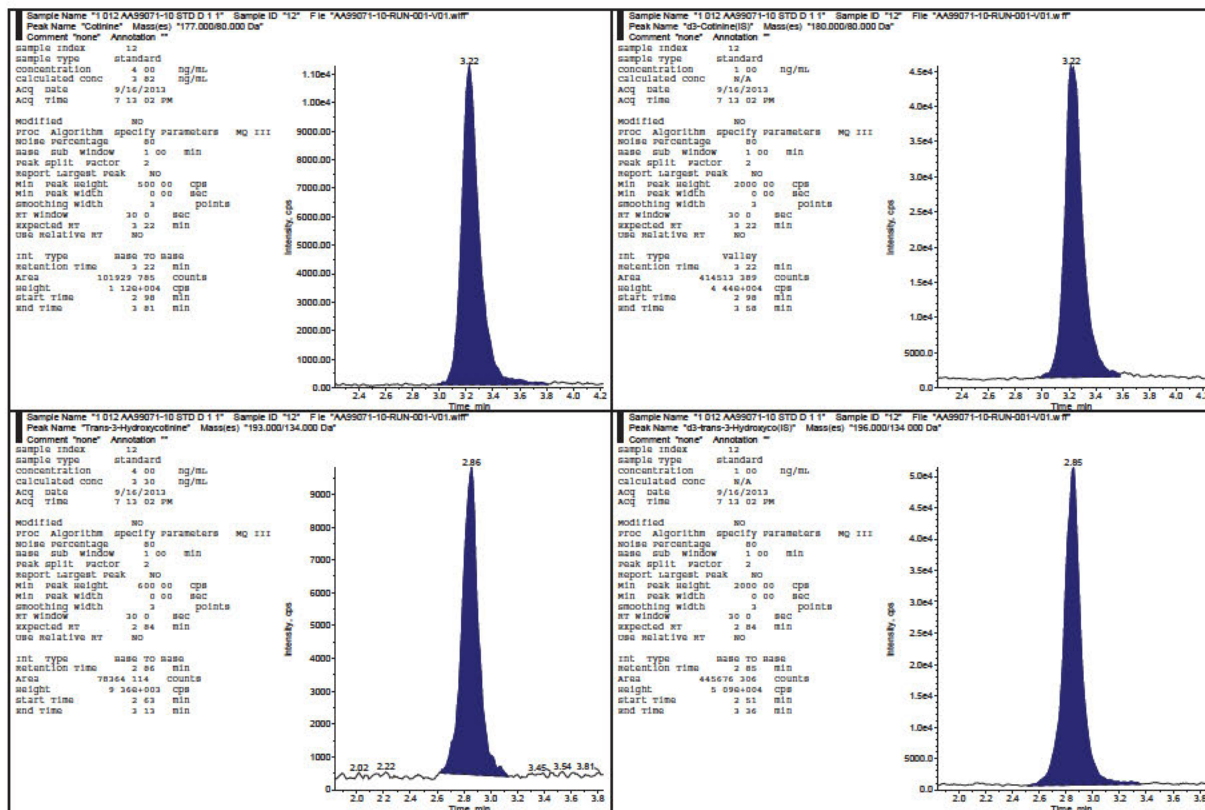 Sample Name "1 012 AA99071-10 STD D 1 1" Sample ID "12" File "AA99071-10-RUN-001-V01.wiff"
Peak Name "Cotinine" Mass(es) "177.000/80.000 Da"
Comment "none" Annotation ""
Sample Index 12
Sample Type standard
Concentration 4 00 ng/mL
Calculated Conc 3 82 ng/mL
Acq Date 9/16/2013
Acq Time 7 13 02 PM
Modified NO
Proc Algorithm Specify Parameters MQ III
Noise Percentage 80
Base Sub Window 1 00 min
Peak Split Factor 2
Report Largest Peak NO
Min Peak Height 500 00 cps
Min Peak Width 0 00 sec
Smoothing Width 3 points
RT Window 30 0 sec
Expected RT 3 22 min
Use Relative RT NO
Int Type Base To Base
Retention Time 3 22 min
Area 101929 785 counts
Height 1 12e+004 cps
Start Time 2 98 min
End Time 3 81 min
3.22
1.10e4
1.00e4
9000.00
8000.00
7000.00
6000.00
5000.00
4000.00
3000.00
2000.00
1000.00
0.00
Intensity, cps
2.4 2.6 2.8 3.0 3.2 3.4 3.6 3.8 4.0 4.2
Time, min
Sample Name "1 012 AA99071-10 STD D 1 1" Sample ID "12" File "AA99071-10-RUN-001-V01.wiff"
Peak Name "d3-Cotinine(IS)" Mass(es) "180.000/80.000 Da"
Comment "none" Annotation ""
Sample Index 12
Sample Type standard
Concentration 1 00 ng/mL
Calculated Conc N/A
Acq Date 9/16/2013
Acq Time 7 13 02 PM
Modified NO
Proc Algorithm Specify Parameters MQ III
Noise Percentage 80
Base Sub Window 1 00 min
Peak Split Factor 2
Report Largest Peak NO
Min Peak Height 2000 00 cps
Min Peak Width 0 00 sec
Smoothing Width 3 points
RT Window 30 0 sec
Expected RT 3 22 min
Use Relative RT NO
Int Type Valley
Retention Time 3 22 min
Area 414513 389 counts
Height 4 44e+004 cps
Start Time 2 98 min
End Time 3 58 min
3.22
4.5e4
4.0e4
3.5e4
3.0e4
2.5e4
2.0e4
1.5e4
1.0e4
5000.0
0.0
Intensity, cps
2.4 2.6 2.8 3.0 3.2 3.4 3.6 3.8 4.0 4.2
Time, min
Sample Name "1 012 AA99071-10 STD D 1 1" Sample ID "12" File "AA99071-10-RUN-001-V01.wiff"
Peak Name "Trans-3-Hydroxycotinine" Mass(es) "193.000/134.000 Da"
Comment "none" Annotation ""
Sample Index 12
Sample Type standard
Concentration 4 00 ng/mL
Calculated Conc 3 30 ng/mL
Acq Date 9/16/2013
Acq Time 7 13 02 PM
Modified NO
Proc Algorithm Specify Parameters MQ III
Noise Percentage 80
Base Sub Window 1 00 min
Peak Split Factor 2
Report Largest Peak NO
Min Peak Height 600 00 cps
Min Peak Width 0 00 sec
Smoothing Width 3 points
RT Window 30 0 sec
Expected RT 2 84 min
Use Relative RT NO
Int Type Base To Base
Retention Time 2 86 min
Area 78364 114 counts
Height 9 36e+003 cps
Start Time 2 63 min
End Time 3 13 min
2.86
9000
8000
7000
6000
5000
4000
3000
2000
1000
0
Intensity, cps
2.02 2.22 3.45 3.54 3.81
2.0 2.2 2.4 2.6 2.8 3.0 3.2 3.4 3.6 3.8
Time, min
Sample Name "1 012 AA99071-10 STD D 1 1" Sample ID "12" File "AA99071-10-RUN-001-V01.wiff"
Peak Name "d3-trans-3-Hydroxyco(IS)" Mass(es) "196.000/134 000 Da"
Comment "none" Annotation ""
Sample Index 12
Sample Type standard
Concentration 1 00 ng/mL
Calculated Conc N/A
Acq Date 9/16/2013
Acq Time 7 13 02 PM
Modified NO
Proc Algorithm Specify Parameters MQ III
Noise Percentage 80
Base Sub Window 1 00 min
Peak Split Factor 2
Report Largest Peak NO
Min Peak Height 2000 00 cps
Min Peak Width 0 00 sec
Smoothing Width 3 points
RT Window 30 0 sec
Expected RT 2 84 min
Use Relative RT NO
Int Type Base To Base
Retention Time 2 85 min
Area 445676 306 counts
Height 5 09e+004 cps
Start Time 2 51 min
End Time 3 36 min
2.85
5.0e4
4.5e4
4.0e4
3.5e4
3.0e4
2.5e4
2.0e4
1.5e4
1.0e4
5000.0
0.0
Intensity, cps
2.0 2.2 2.4 2.6 2.8 3.0 3.2 3.4 3.6 3.8
Time, min